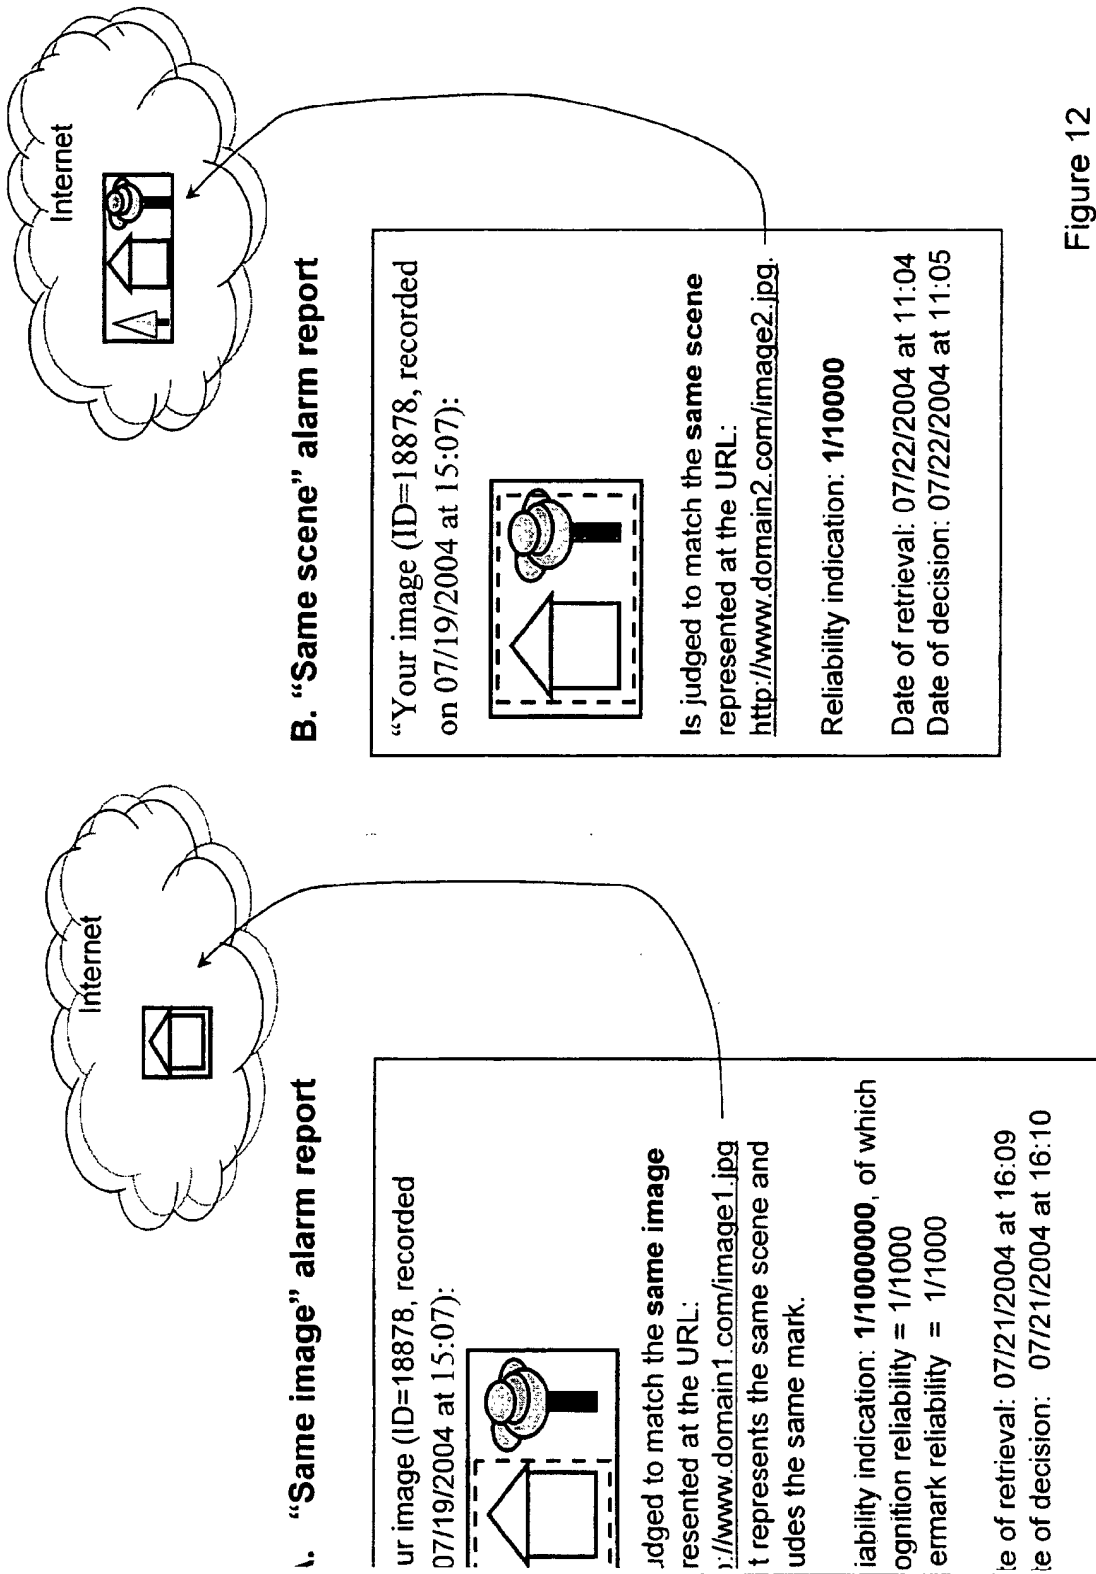 Internet
"Same image" alarm report
ur image (ID=18878, recorded
07/19/2004 at 15:07):
dged to match the same image
resented at the URL:
://www.domain1.com/image1.jpg
t represents the same scene and
udes the same mark.
iability indication: 1/1000000, of which
ognition reliability = 1/1000
ermark reliability = 1/1000
te of retrieval: 07/21/2004 at 16:09
te of decision: 07/21/2004 at 16:10
Internet
B. "Same scene" alarm report
"Your image (ID=18878, recorded
on 07/19/2004 at 15:07):
Is judged to match the same scene
represented at the URL:
http://www.domain2.com/image2.jpg.
Reliability indication: 1/10000
Date of retrieval: 07/22/2004 at 11:04
Date of decision: 07/22/2004 at 11:05
Figure 12